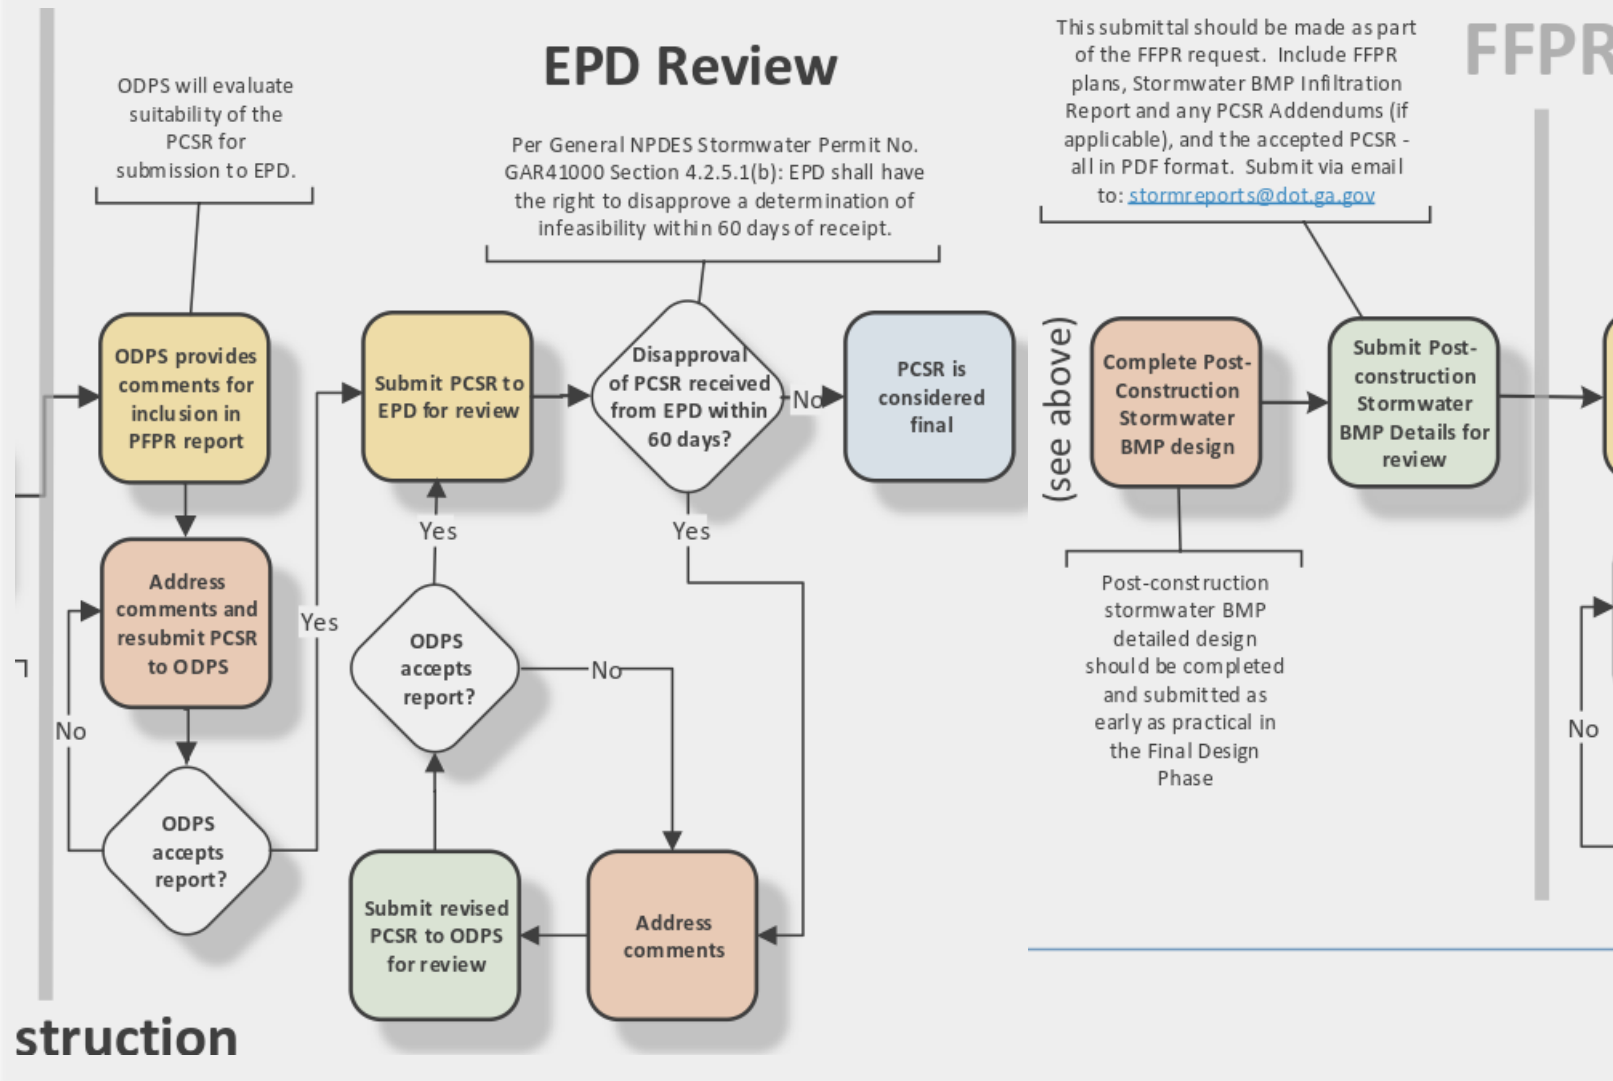 EPD Review
ODPS will evaluate
suitability of the
PCSR for
submission to EPD.
Per General NPDES Stormwater Permit No.
GAR41000 Section 4.2.5.1(b): EPD shall have
the right to disapprove a determination of
infeasibility within 60 days of receipt.
ODPS provides
comments for
inclusion in
PFPR report
Submit PCSR to
EPD for review
Disapproval
of PCSR received
from EPD within
60 days?
No
PCSR is
considered
final
Yes
Yes
Address
comments and
resubmit PCSR
to ODPS
Yes
ODPS
accepts
report?
No
No
ODPS
accepts
report?
Submit revised
PCSR to ODPS
for review
Address
comments
struction
This submittal should be made as part
of the FFPR request.  Include FFPR
plans, Stormwater BMP Infiltration
Report and any PCSR Addendums (if
applicable), and the accepted PCSR -
all in PDF format.  Submit via email
to: stormreports@dot.ga.gov
FFPR
(see above)
Complete Post-
Construction
Stormwater
BMP design
Submit Post-
construction
Stormwater
BMP Details for
review
Post-construction
stormwater BMP
detailed design
should be completed
and submitted as
early as practical in
the Final Design
Phase
No